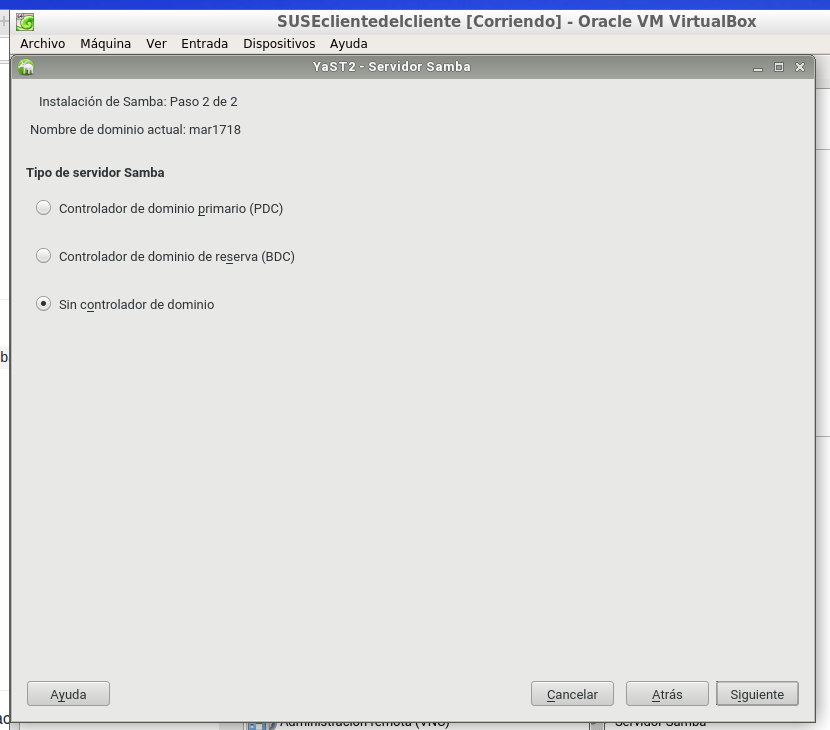 SUSEclientedelcliente [Corriendo] - Oracle VM VirtualBox
Archivo Máquina Ver Entrada Dispositivos Ayuda
YaST2 - Servidor Samba
Instalación de Samba: Paso 2 de 2
Nombre de dominio actual: mar1718
Tipo de servidor Samba
Controlador de dominio primario (PDC)
Controlador de dominio de reserva (BDC)
Sin controlador de dominio
Ayuda Cancelar Atrás Siguiente
Administración remota (VNC) Servidor Samba